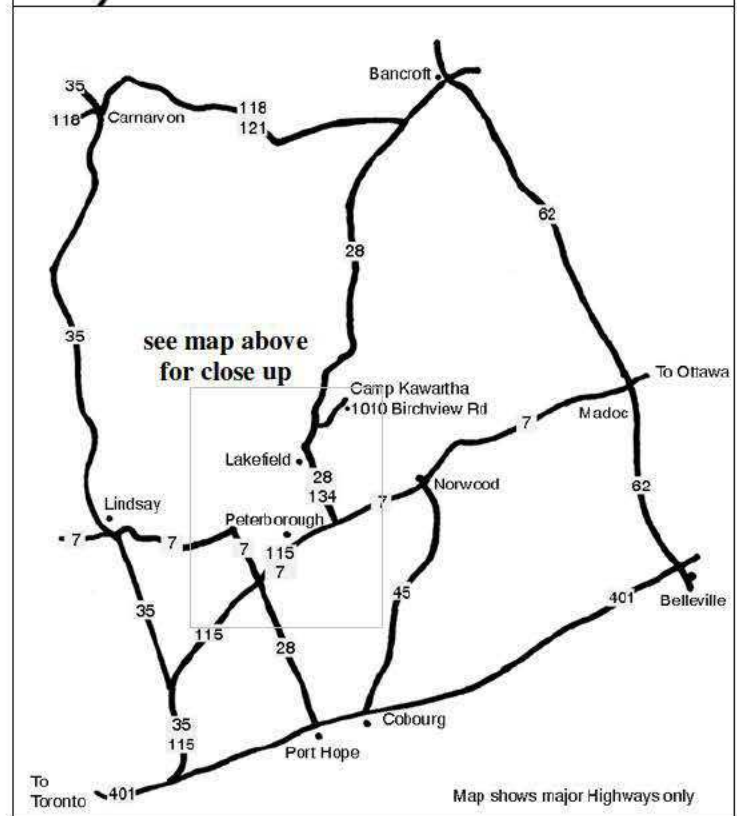 Bancroft
35
118
Carnarvon
118
121
62
28
35
see map above
for close up
To Ottawa
Camp Kawartha
1010 Birchview Rd
Madoc
7
Lakefield
28
134
Norwood
62
7
Lindsay
Peterborough
7
7
7
115
7
35
45
401
Belleville
115
28
35
115
Cobourg
Port Hope
To
Toronto
401
Map shows major Highways only